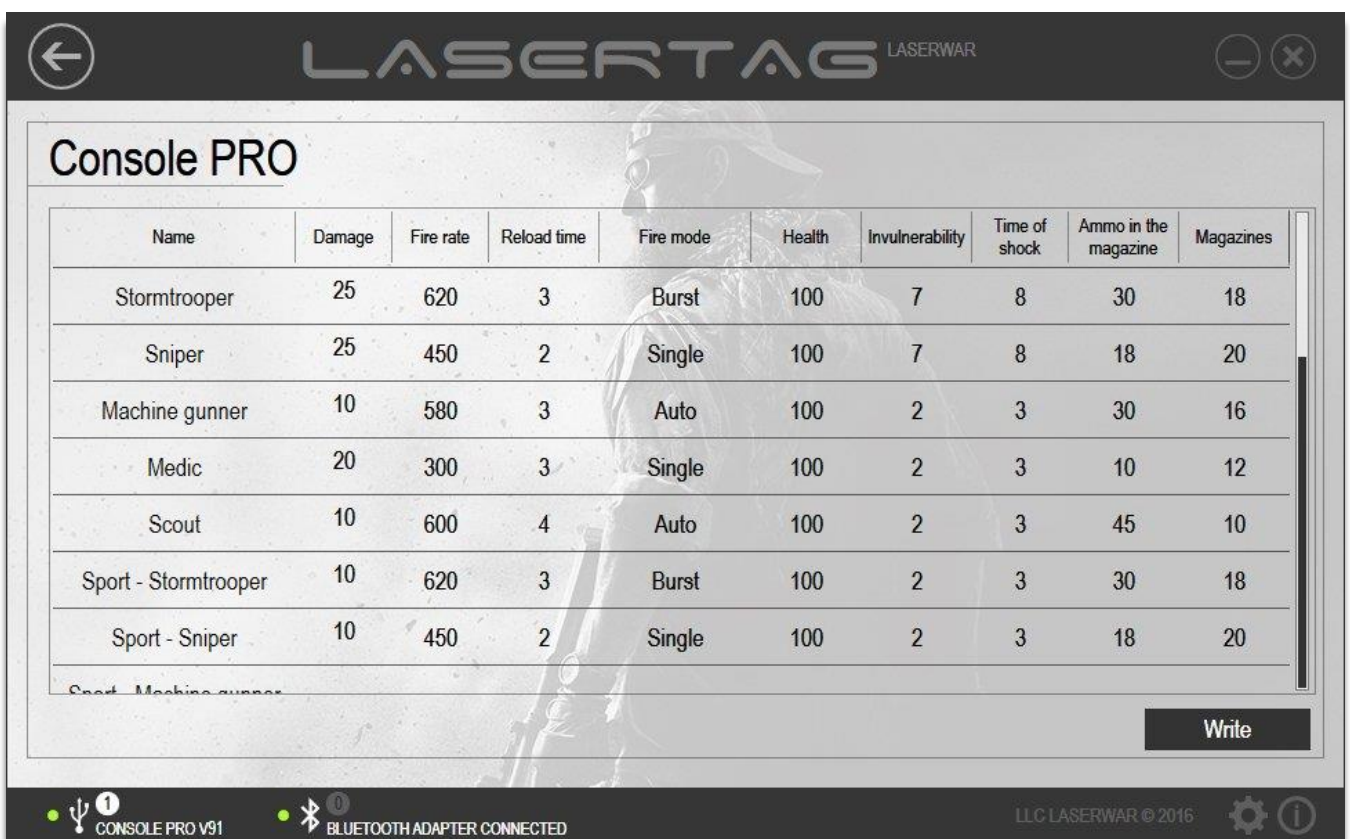 LASERTAG LASERWAR
Console PRO
Name Damage Fire rate Reload time Fire mode Health Invulnerability Time of shock Ammo in the magazine Magazines
Stormtrooper 25 620 3 Burst 100 7 8 30 18
Sniper 25 450 2 Single 100 7 8 18 20
Machine gunner 10 580 3 Auto 100 2 3 30 16
Medic 20 300 3 Single 100 2 3 10 12
Scout 10 600 4 Auto 100 2 3 45 10
Sport - Stormtrooper 10 620 3 Burst 100 2 3 30 18
Sport - Sniper 10 450 2 Single 100 2 3 18 20
Sport - Machine gunner
Write
1 0
CONSOLE PRO V91 BLUETOOTH ADAPTER CONNECTED LLC LASERWAR © 2016